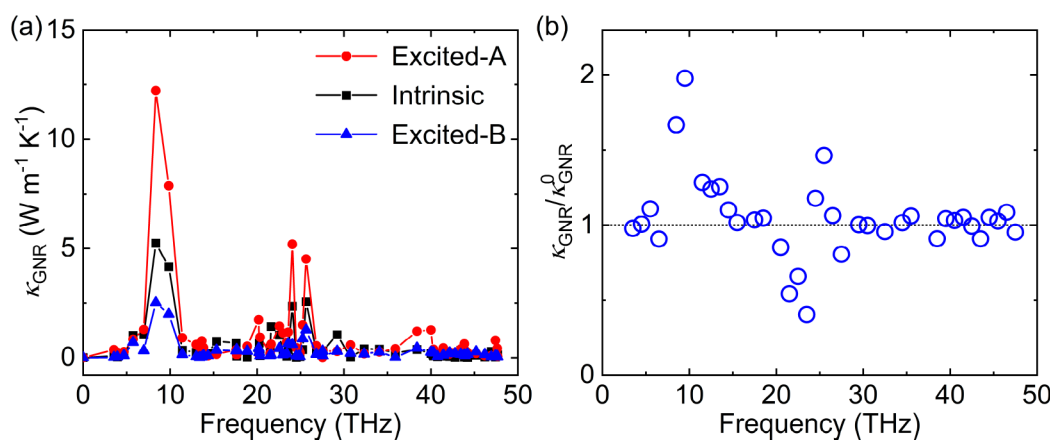 (a)
15
10
5
0
κGNR (W m⁻¹ K⁻¹)
Excited-A
Intrinsic
Excited-B
0 10 20 30 40 50
Frequency (THz)
(b)
2
1
0
κGNR/κ⁰GNR
0 10 20 30 40 50
Frequency (THz)